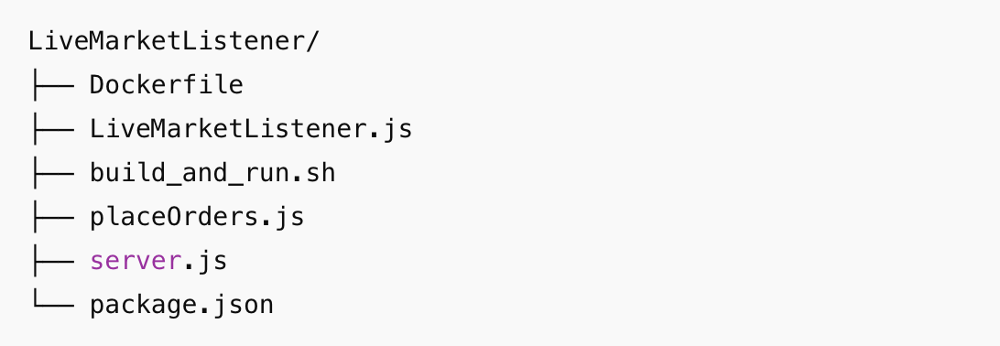 LiveMarketListener/
├── Dockerfile
├── LiveMarketListener.js
├── build_and_run.sh
├── placeOrders.js
├── server.js
└── package.json